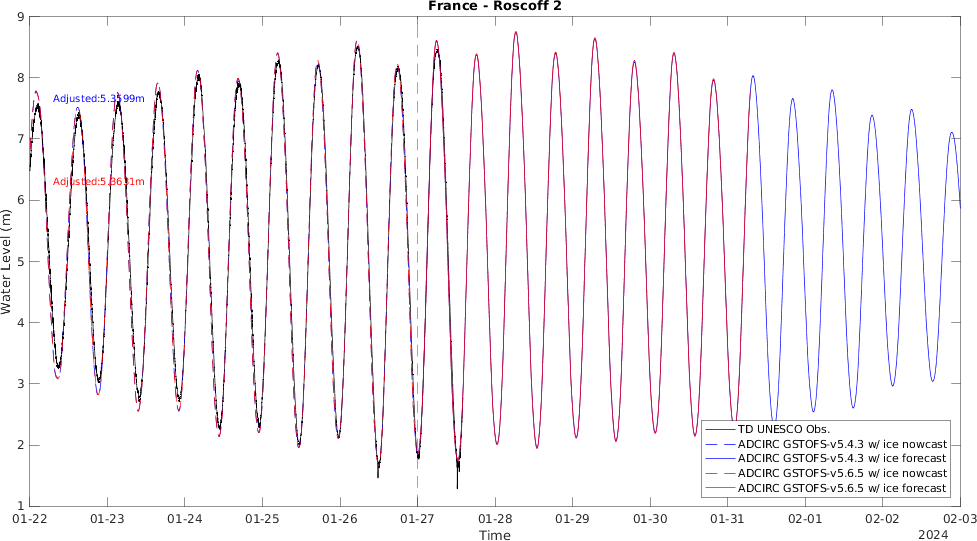 France - Roscoff 2
9
8
7
6
5
4
3
2
1
Water Level (m)
Adjusted:5.3599m
Adjusted:5.3631m
TD UNESCO Obs.
ADCIRC GSTOFS-v5.4.3 w/ ice nowcast
ADCIRC GSTOFS-v5.4.3 w/ ice forecast
ADCIRC GSTOFS-v5.6.5 w/ ice nowcast
ADCIRC GSTOFS-v5.6.5 w/ ice forecast
01-22 01-23 01-24 01-25 01-26 01-27 01-28 01-29 01-30 01-31 02-01 02-02 02-03
Time
2024